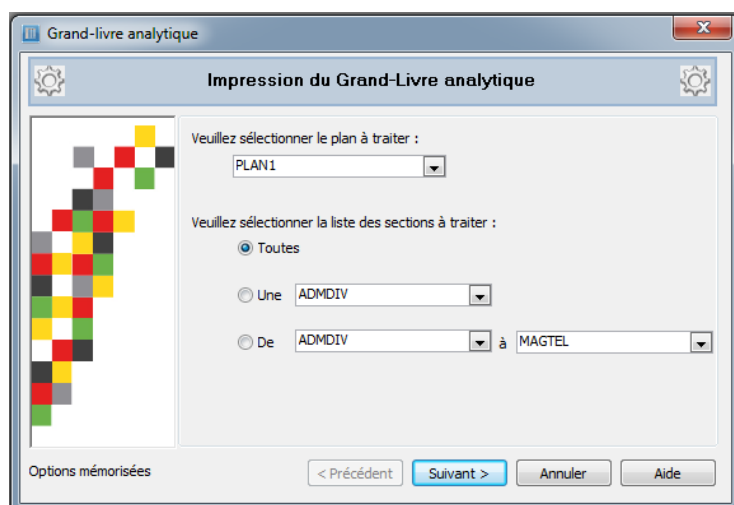 Grand-livre analytique
Impression du Grand-Livre analytique
Veuillez sélectionner le plan à traiter :
PLAN1
Veuillez sélectionner la liste des sections à traiter :
Toutes
Une ADMDIV
De ADMDIV à MAGTEL
Options mémorisées < Précédent Suivant > Annuler Aide